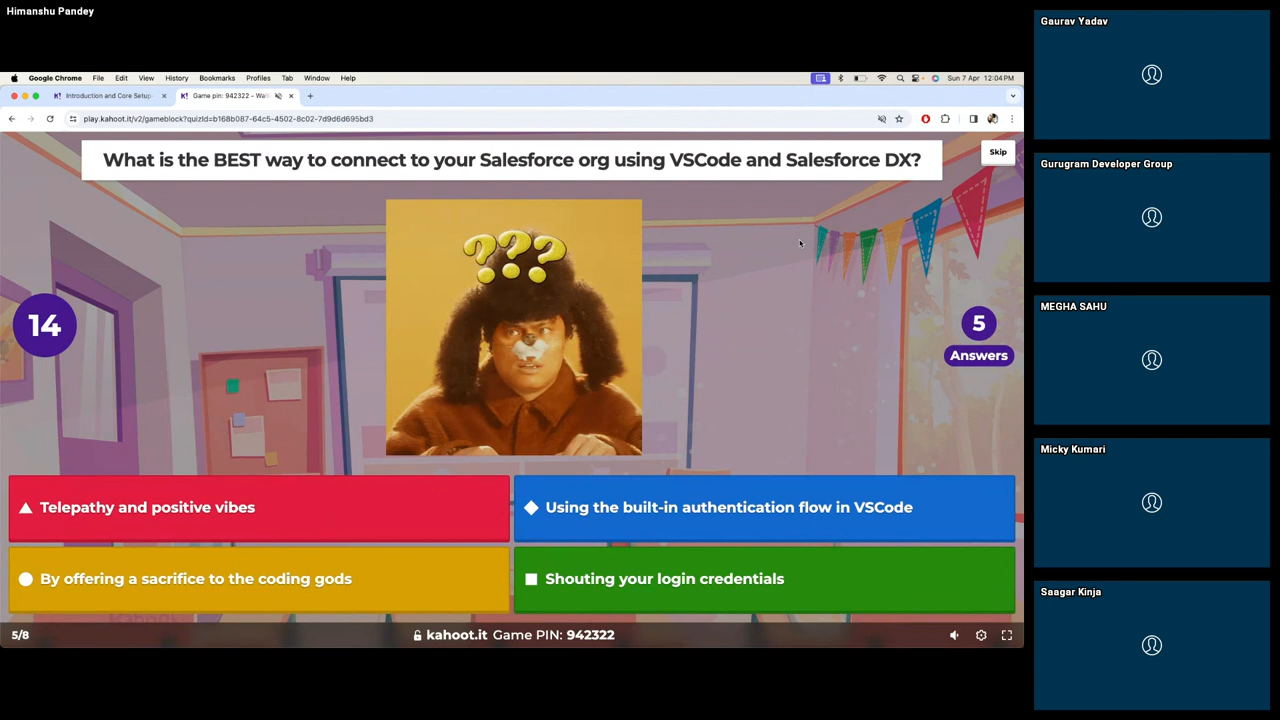 Himanshu Pandey
Google Chrome File Edit View History Bookmarks Profiles Tab Window Help
Sun 7 Apr 12:04 PM
Introduction and Core Setup
Game pin: 942322 - Wai
play.kahoot.it/v2/gameblock?quizId=b168b087-64c5-4502-8c02-7d9d6d695bd3
What is the BEST way to connect to your Salesforce org using VSCode and Salesforce DX?
Skip
???
14
5
Answers
Telepathy and positive vibes
Using the built-in authentication flow in VSCode
By offering a sacrifice to the coding gods
Shouting your login credentials
5/8
kahoot.it Game PIN: 942322
Gaurav Yadav
Gurugram Developer Group
MEGHA SAHU
Micky Kumari
Saagar Kinja